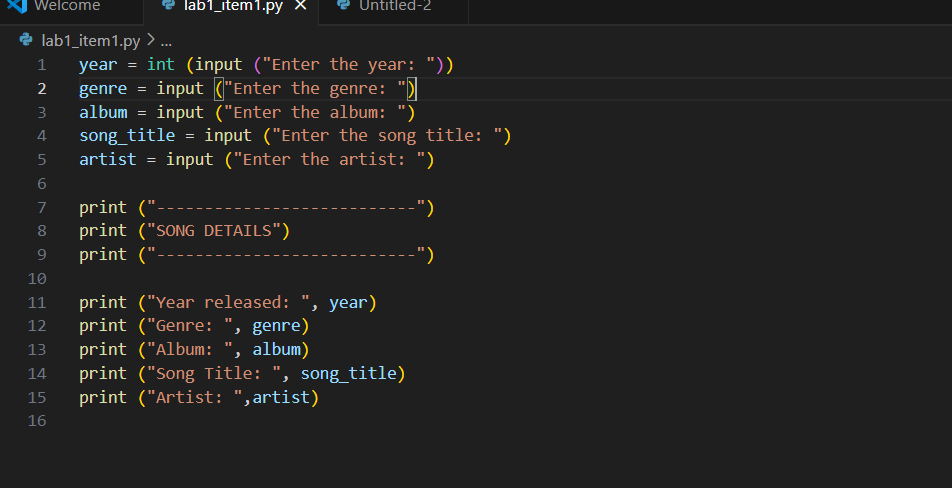 Welcome lab1_item1.py Untitled-2
lab1_item1.py > ...
1 year = int (input ("Enter the year: "))
2 genre = input ("Enter the genre: ")
3 album = input ("Enter the album: ")
4 song_title = input ("Enter the song title: ")
5 artist = input ("Enter the artist: ")
6
7 print ("---------------------------")
8 print ("SONG DETAILS")
9 print ("---------------------------")
10
11 print ("Year released: ", year)
12 print ("Genre: ", genre)
13 print ("Album: ", album)
14 print ("Song Title: ", song_title)
15 print ("Artist: ",artist)
16